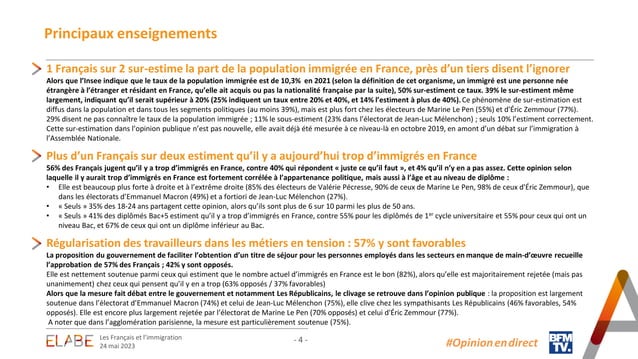 Principaux enseignements
1 Français sur 2 sur-estime la part de la population immigrée en France, près d'un tiers disent l'ignorer
Alors que l'Insee indique que le taux de la population immigrée est de 10,3% en 2021 (selon la définition de cet organisme, un immigré est une personne née
étrangère à l'étranger et résidant en France, qu'elle ait acquis ou pas la nationalité française par la suite), 50% sur-estiment ce taux. 39% le sur-estiment même
largement, indiquant qu'il serait supérieur à 20% (25% indiquent un taux entre 20% et 40%, et 14% l'estiment à plus de 40%). Ce phénomène de sur-estimation est
diffus dans la population et dans tous les segments politiques (au moins 39%), mais est plus fort chez les électeurs de Marine Le Pen (55%) et d'Éric Zemmour (77%).
29% disent ne pas connaître le taux de la population immigrée ; 11% le sous-estiment (23% dans l'électorat de Jean-Luc Mélenchon) ; seuls 10% l'estiment correctement.
Cette sur-estimation dans l'opinion publique n'est pas nouvelle, elle avait déjà été mesurée à ce niveau-là en octobre 2019, en amont d'un débat sur l'immigration à
l'Assemblée Nationale.
Plus d'un Français sur deux estiment qu'il y a aujourd'hui trop d'immigrés en France
56% des Français jugent qu'il y a trop d'immigrés en France, contre 40% qui répondent « juste ce qu'il faut », et 4% qu'il n'y en a pas assez. Cette opinion selon
laquelle il y aurait trop d'immigrés en France est fortement corrélée à l'appartenance politique, mais aussi à l'âge et au niveau de diplôme :
• Elle est beaucoup plus forte à droite et à l'extrême droite (85% des électeurs de Valérie Pécresse, 90% de ceux de Marine Le Pen, 98% de ceux d'Éric Zemmour), que
dans les électorats d'Emmanuel Macron (49%) et a fortiori de Jean-Luc Mélenchon (27%).
• « Seuls » 35% des 18-24 ans partagent cette opinion, alors qu'ils sont plus de 6 sur 10 parmi les plus de 50 ans.
• « Seuls » 41% des diplômés Bac+5 estiment qu'il y a trop d'immigrés en France, contre 55% pour les diplômés de 1er cycle universitaire et 55% pour ceux qui ont un
niveau Bac, et 67% de ceux qui ont un diplôme inférieur au Bac.
Régularisation des travailleurs dans les métiers en tension : 57% y sont favorables
La proposition du gouvernement de faciliter l'obtention d'un titre de séjour pour les personnes employées dans les secteurs en manque de main-d'œuvre recueille
l'approbation de 57% des Français ; 42% y sont opposés.
Elle est nettement soutenue parmi ceux qui estiment que le nombre actuel d'immigrés en France est le bon (82%), alors qu'elle est majoritairement rejetée (mais pas
unanimement) chez ceux qui pensent qu'il y en a trop (63% opposés / 37% favorables)
Alors que la mesure fait débat entre le gouvernement et notamment Les Républicains, le clivage se retrouve dans l'opinion publique : la proposition est largement
soutenue dans l'électorat d'Emmanuel Macron (74%) et celui de Jean-Luc Mélenchon (75%), elle clive chez les sympathisants Les Républicains (46% favorables, 54%
opposés). Elle est encore plus largement rejetée par l'électorat de Marine Le Pen (70% opposés) et celui d'Éric Zemmour (77%).
A noter que dans l'agglomération parisienne, la mesure est particulièrement soutenue (75%).
ELABE
Les Français et l'immigration
24 mai 2023
- 4 -
#Opinionendirect
BFM
TV.